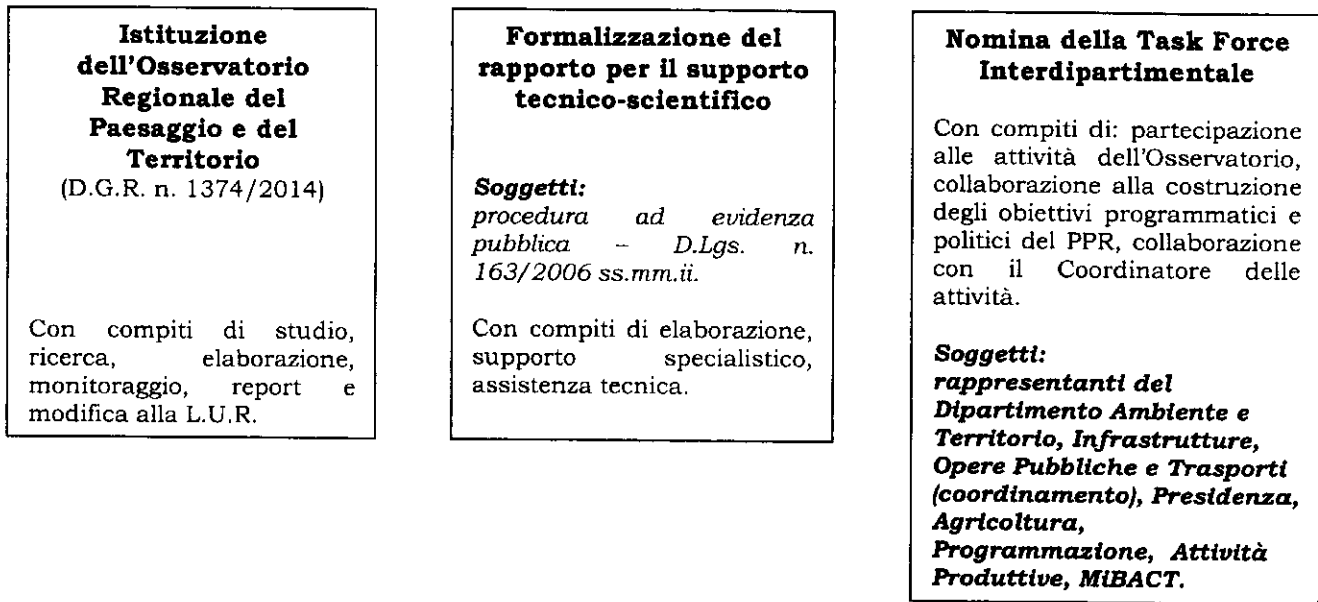 Istituzione
dell'Osservatorio
Regionale del
Paesaggio e del
Territorio
(D.G.R. n. 1374/2014)
Con compiti di studio,
ricerca, elaborazione,
monitoraggio, report e
modifica alla L.U.R.
Formalizzazione del
rapporto per il supporto
tecnico-scientifico
Soggetti:
procedura ad evidenza
pubblica – D.Lgs. n.
163/2006 ss.mm.ii.
Con compiti di elaborazione,
supporto specialistico,
assistenza tecnica.
Nomina della Task Force
Interdipartimentale
Con compiti di: partecipazione
alle attività dell'Osservatorio,
collaborazione alla costruzione
degli obiettivi programmatici e
politici del PPR, collaborazione
con il Coordinatore delle
attività.
Soggetti:
rappresentanti del
Dipartimento Ambiente e
Territorio, Infrastrutture,
Opere Pubbliche e Trasporti
(coordinamento), Presidenza,
Agricoltura,
Programmazione, Attività
Produttive, MiBACT.